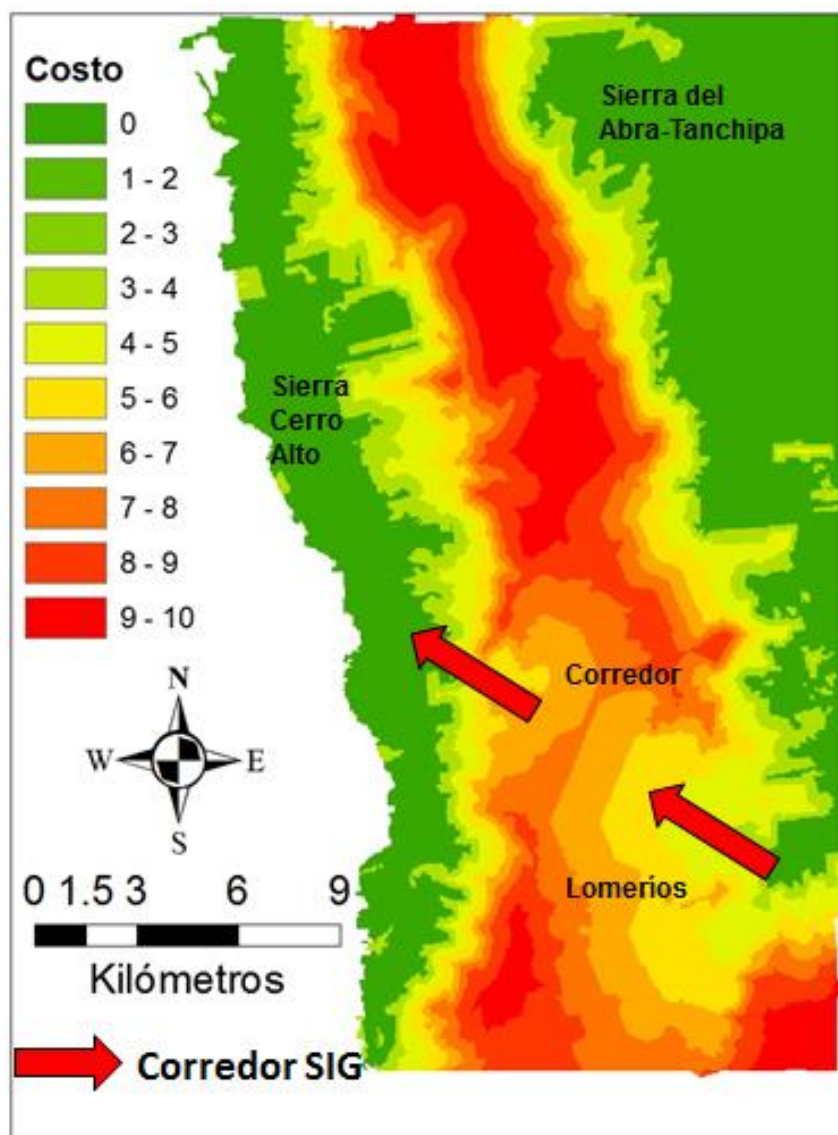 Costo
0
1 - 2
2 - 3
3 - 4
4 - 5
5 - 6
6 - 7
7 - 8
8 - 9
9 - 10
Sierra del
Abra-Tanchipa
Sierra
Cerro
Alto
Corredor
Lomeríos
N
W
E
S
0 1.5 3 6 9
Kilómetros
Corredor SIG